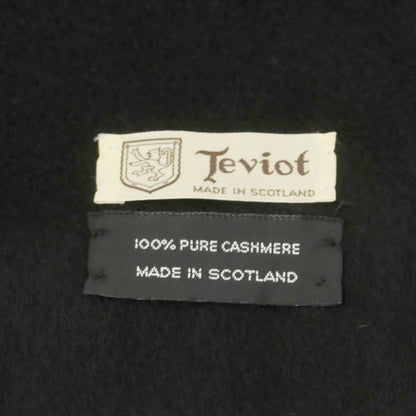 Teviot
MADE IN SCOTLAND
100% PURE CASHMERE
MADE IN SCOTLAND